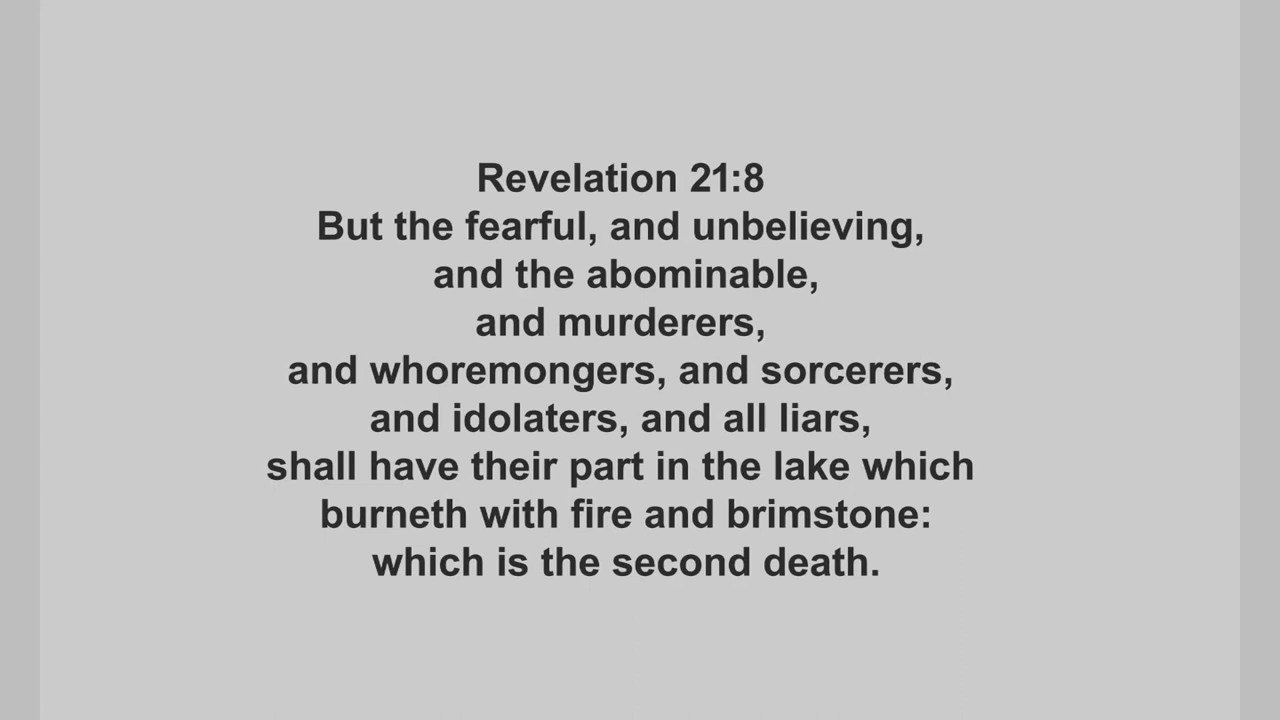 Revelation 21:8
But the fearful, and unbelieving,
and the abominable,
and murderers,
and whoremongers, and sorcerers,
and idolaters, and all liars,
shall have their part in the lake which
burneth with fire and brimstone:
which is the second death.